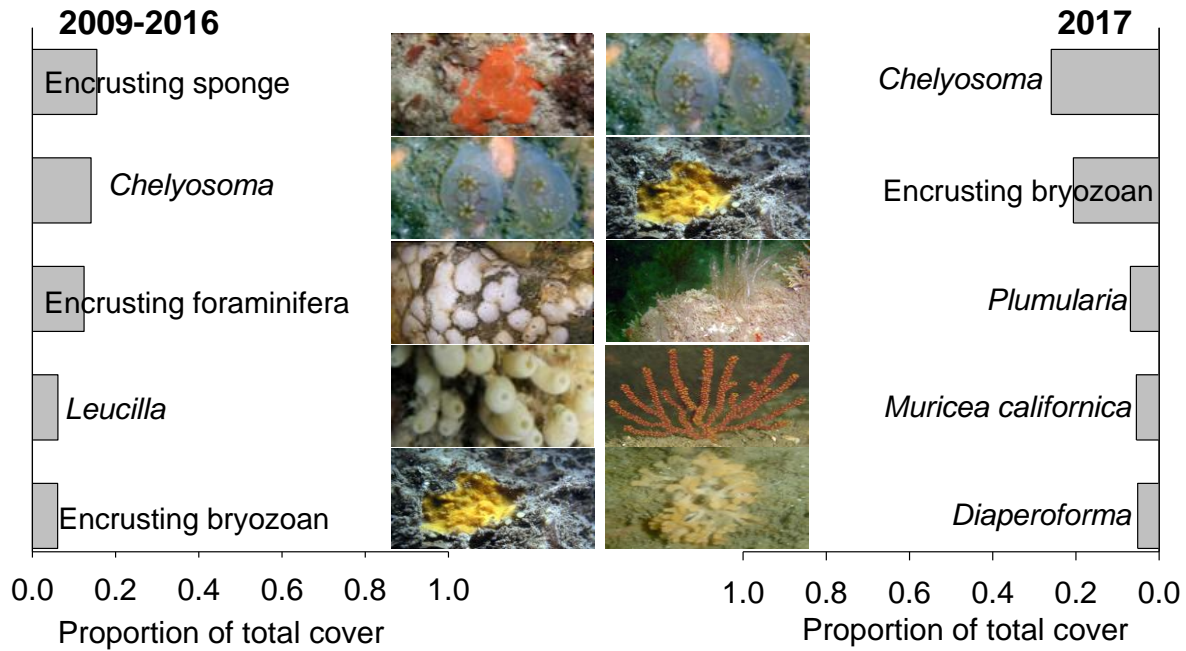 2009-2016
Encrusting sponge
Chelyosoma
Encrusting foraminifera
Leucilla
Encrusting bryozoan
0.0 0.2 0.4 0.6 0.8 1.0
Proportion of total cover
2017
Chelyosoma
Encrusting bryozoan
Plumularia
Muricea californica
Diaperoforma
1.0 0.8 0.6 0.4 0.2 0.0
Proportion of total cover